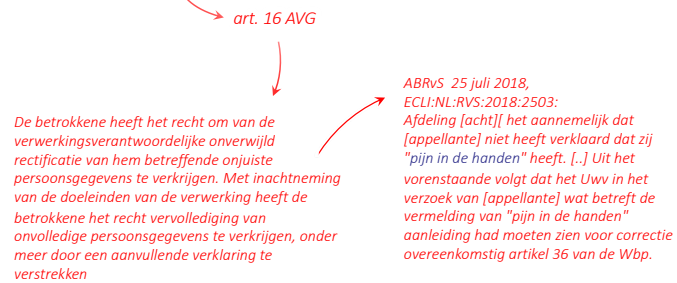 art. 16 AVG
De betrokkene heeft het recht om van de
verwerkingsverantwoordelijke onverwijld
rectificatie van hem betreffende onjuiste
persoonsgegevens te verkrijgen. Met inachtneming
van de doeleinden van de verwerking heeft de
betrokkene het recht vervollediging van
onvolledige persoonsgegevens te verkrijgen, onder
meer door een aanvullende verklaring te
verstrekken
ABRvS 25 juli 2018,
ECLI:NL:RVS:2018:2503:
Afdeling [acht][ het aannemelijk dat
[appellante] niet heeft verklaard dat zij
"pijn in de handen" heeft. [..] Uit het
vorenstaande volgt dat het Uwv in het
verzoek van [appellante] wat betreft de
vermelding van "pijn in de handen"
aanleiding had moeten zien voor correctie
overeenkomstig artikel 36 van de Wbp.